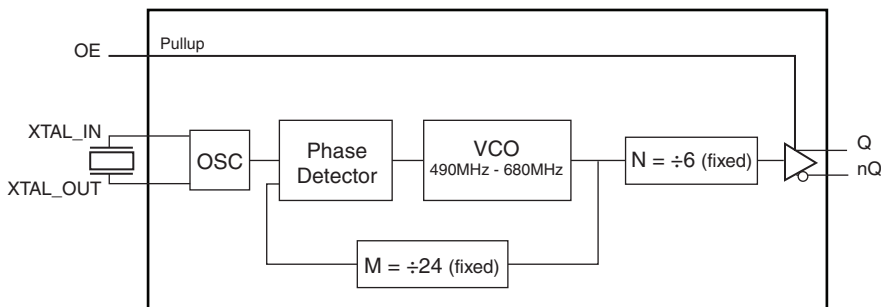 OE
Pullup
XTAL_IN
XTAL_OUT
OSC
Phase
Detector
VCO
490MHz - 680MHz
N = ÷6 (fixed)
Q
nQ
M = ÷24 (fixed)